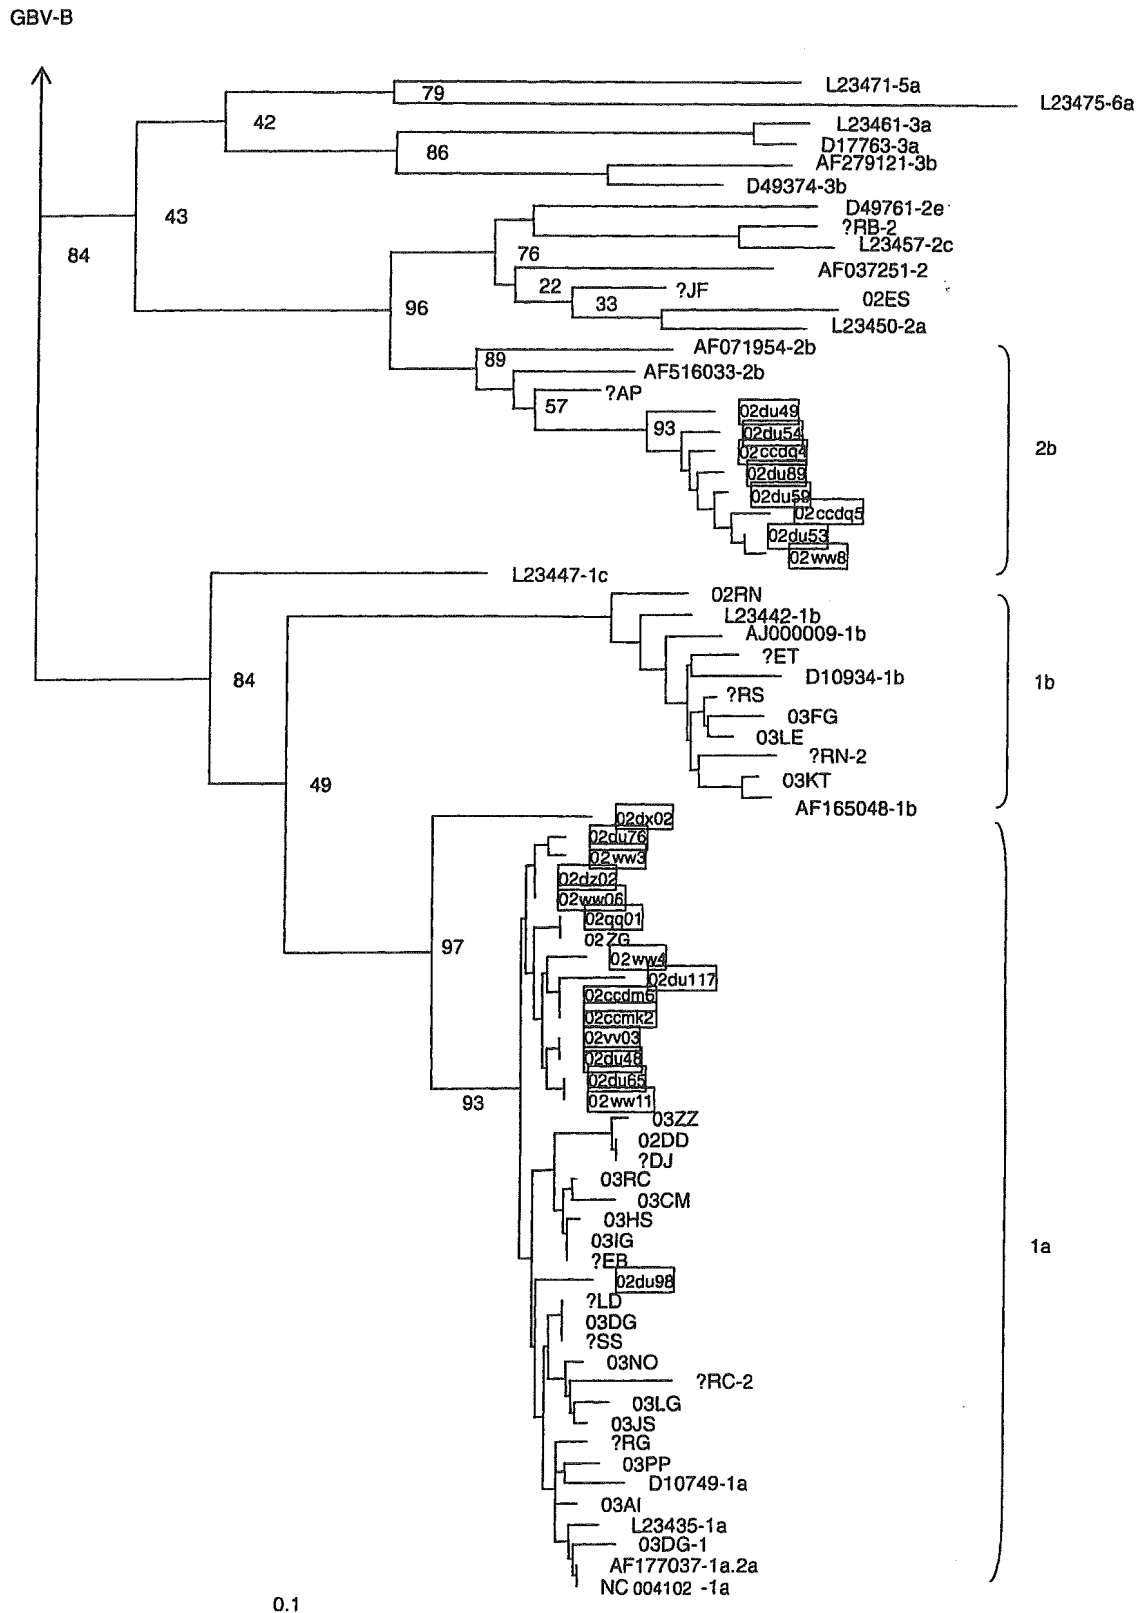 GBV-B
L23471-5a
79
L23475-6a
42
L23461-3a
D17763-3a
86
AF279121-3b
D49374-3b
43
D49761-2e
?RB-2
L23457-2c
84
76
AF037251-2
22
?JF
33
02ES
96
L23450-2a
AF071954-2b
89
AF516033-2b
?AP
57
02du49
93
02du54
2b
02ccdq4
02du89
02du59
02ccdq5
02du53
02ww8
L23447-1c
02RN
L23442-1b
AJ000009-1b
?ET
84
D10934-1b
1b
?RS
03FG
03LE
?RN-2
49
03KT
AF165048-1b
02dx02
02du76
02ww3
02dz02
02ww06
02qq01
97
02ZG
02ww4
02du117
02ccdm6
02ccmk2
02vv03
02du48
02du65
02ww11
93
03ZZ
02DD
?DJ
03RC
03CM
03HS
03IG
1a
?EB
02du98
?LD
03DG
?SS
03NO
?RC-2
03LG
03JS
?RG
03PP
D10749-1a
03AI
L23435-1a
03DG-1
AF177037-1a.2a
NC 004102 -1a
0.1